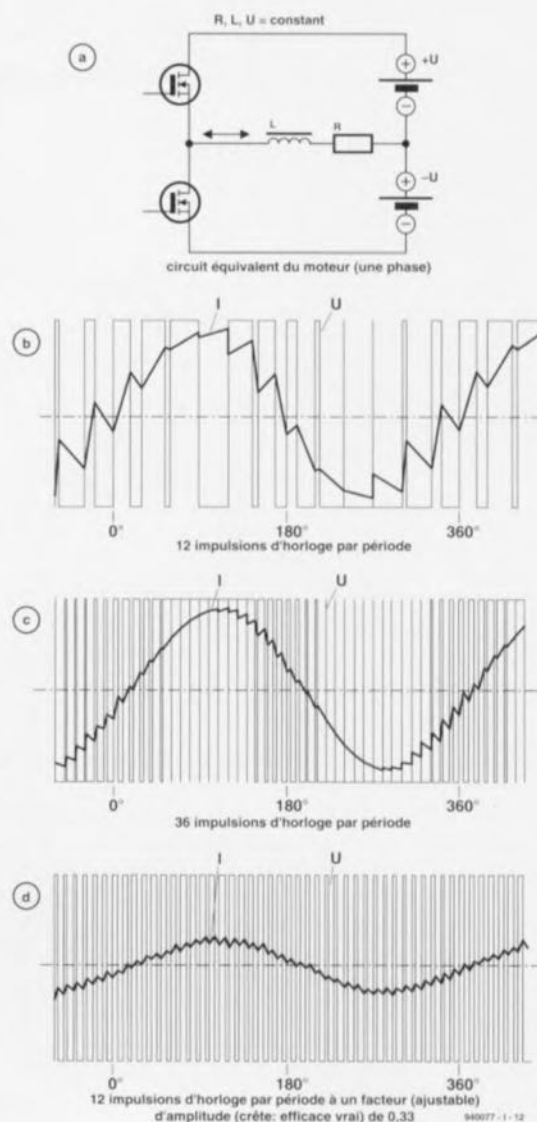 R, L, U = constant
a
+U
L
R
–U
circuit équivalent du moteur (une phase)
b
I
U
0°
180°
360°
12 impulsions d'horloge par période
c
I
U
0°
180°
360°
36 impulsions d'horloge par période
d
I
U
0°
180°
360°
12 impulsions d'horloge par période à un facteur (ajustable)
d'amplitude (crête: efficace vrai) de 0,33
940077 - I - 12